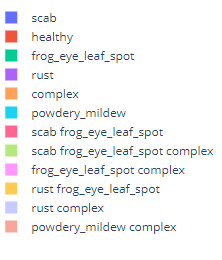 scab
healthy
frog_eye_leaf_spot
rust
complex
powdery_mildew
scab frog_eye_leaf_spot
scab frog_eye_leaf_spot complex
frog_eye_leaf_spot complex
rust frog_eye_leaf_spot
rust complex
powdery_mildew complex